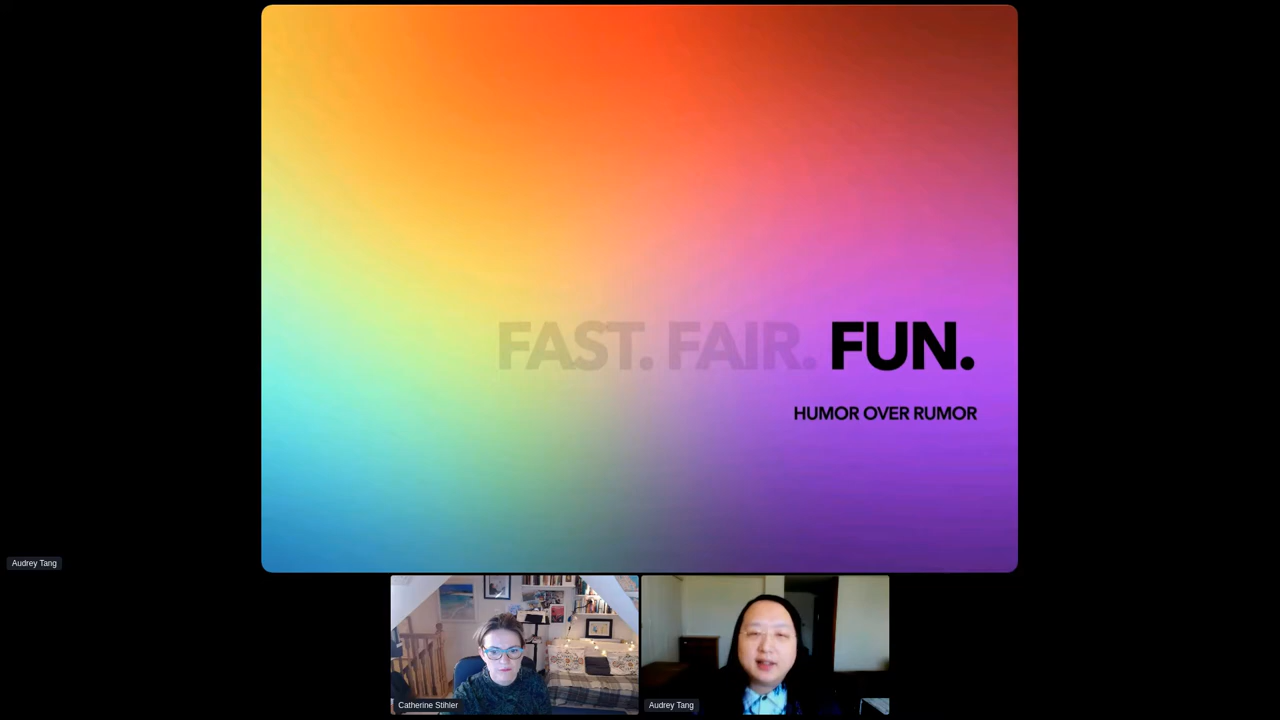 FAST. FAIR. FUN.
HUMOR OVER RUMOR
Audrey Tang
Catherine Stihler
Audrey Tang